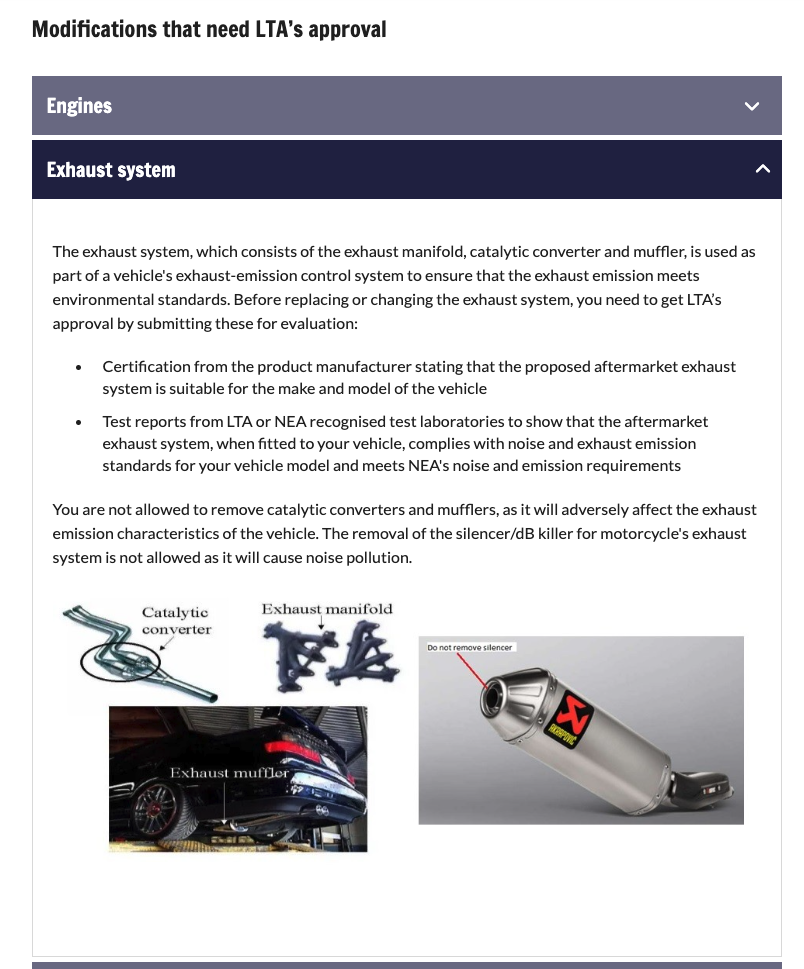 Modifications that need LTA’s approval
Engines
Exhaust system
The exhaust system, which consists of the exhaust manifold, catalytic converter and muffler, is used as
part of a vehicle's exhaust-emission control system to ensure that the exhaust emission meets
environmental standards. Before replacing or changing the exhaust system, you need to get LTA’s
approval by submitting these for evaluation:
• Certification from the product manufacturer stating that the proposed aftermarket exhaust
system is suitable for the make and model of the vehicle
• Test reports from LTA or NEA recognised test laboratories to show that the aftermarket
exhaust system, when fitted to your vehicle, complies with noise and exhaust emission
standards for your vehicle model and meets NEA's noise and emission requirements
You are not allowed to remove catalytic converters and mufflers, as it will adversely affect the exhaust
emission characteristics of the vehicle. The removal of the silencer/dB killer for motorcycle's exhaust
system is not allowed as it will cause noise pollution.
Catalytic
converter
Exhaust manifold
Do not remove silencer
AKRAPOVIC
Exhaust muffler